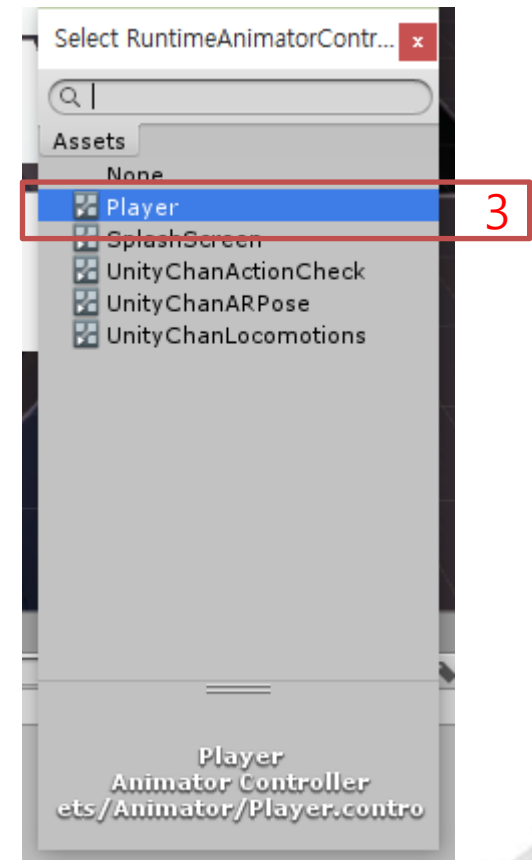 Select RuntimeAnimatorContr... x
Assets
None
Player 3
SplashScreen
UnityChanActionCheck
UnityChanARPose
UnityChanLocomotions
Player
Animator Controller
ets/Animator/Player.contro